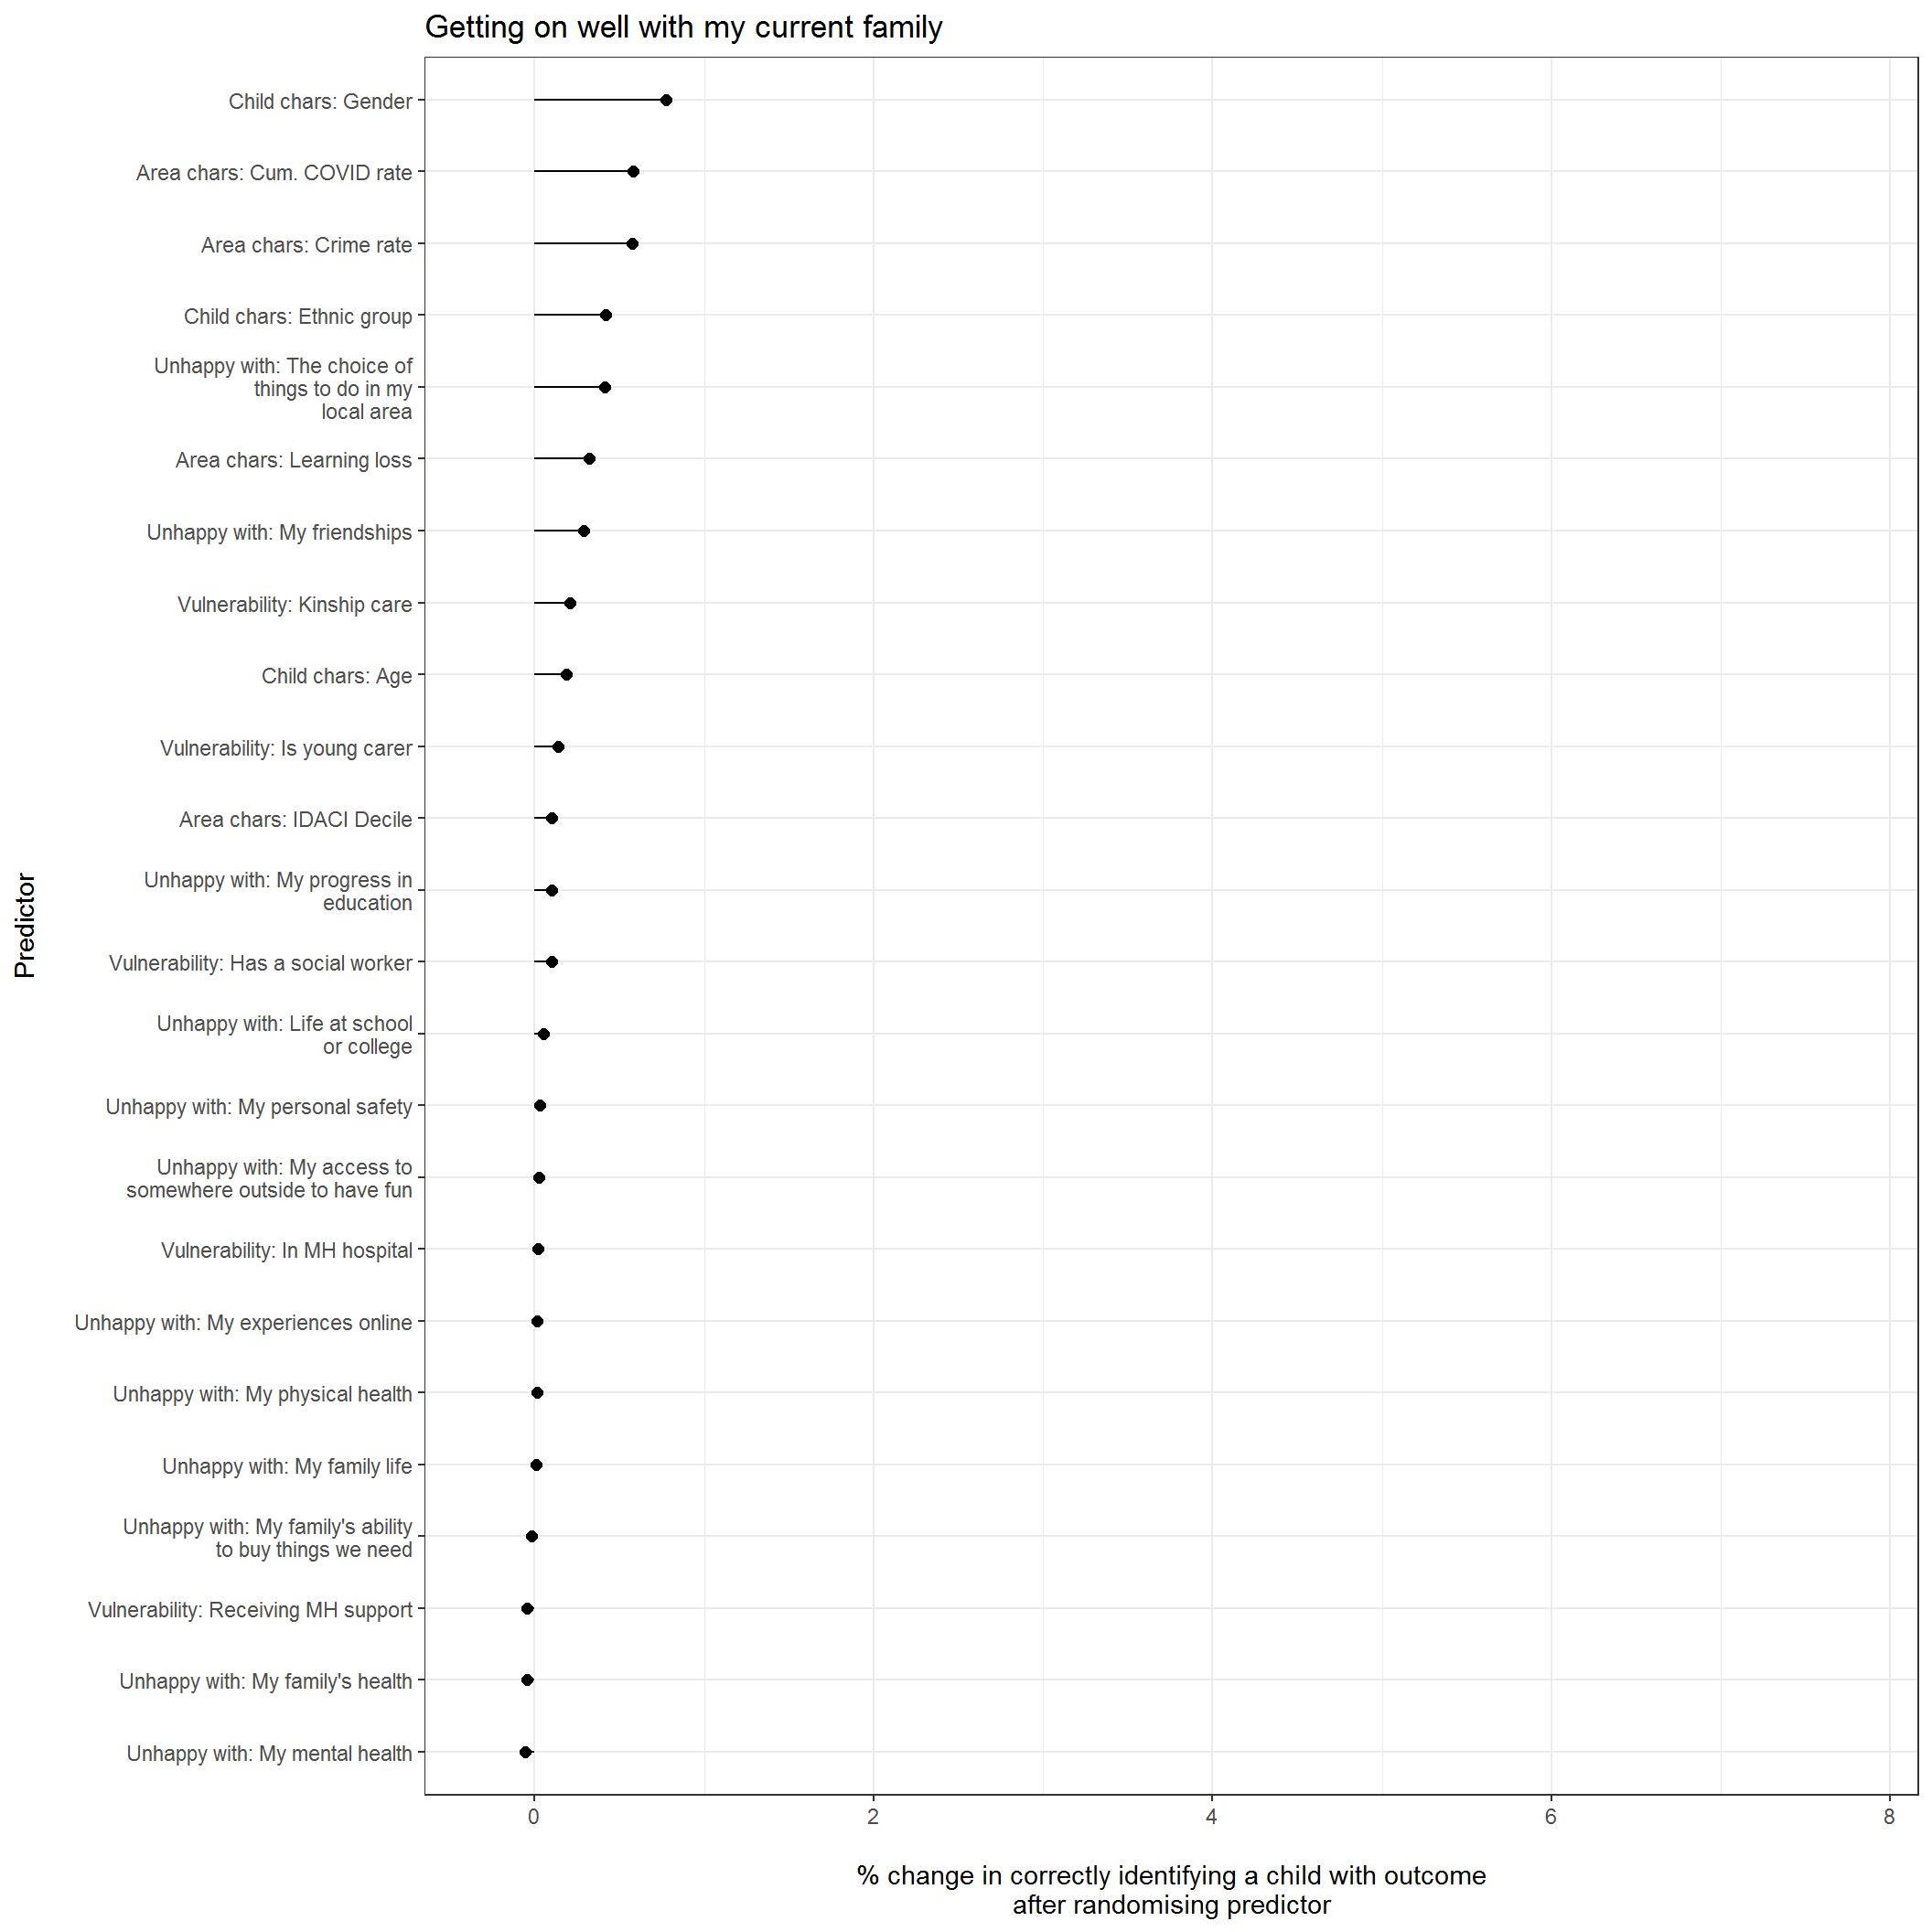 Getting on well with my current family
Child chars: Gender
Area chars: Cum. COVID rate
Area chars: Crime rate
Child chars: Ethnic group
Unhappy with: The choice of
things to do in my
local area
Area chars: Learning loss
Unhappy with: My friendships
Vulnerability: Kinship care
Child chars: Age
Vulnerability: Is young carer
Area chars: IDACI Decile
Unhappy with: My progress in
education
Vulnerability: Has a social worker
Unhappy with: Life at school
or college
Unhappy with: My personal safety
Unhappy with: My access to
somewhere outside to have fun
Vulnerability: In MH hospital
Unhappy with: My experiences online
Unhappy with: My physical health
Unhappy with: My family life
Unhappy with: My family's ability
to buy things we need
Vulnerability: Receiving MH support
Unhappy with: My family's health
Unhappy with: My mental health
Predictor
0 2 4 6 8
% change in correctly identifying a child with outcome
after randomising predictor